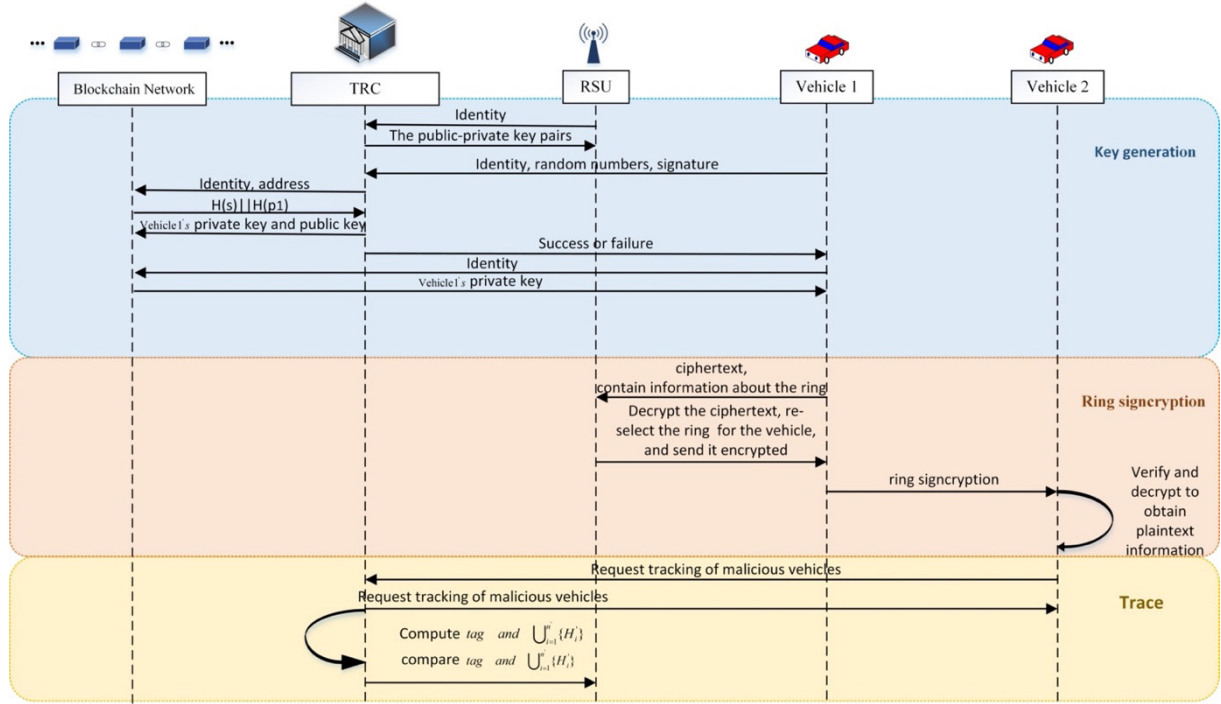 Blockchain Network
TRC
RSU
Vehicle 1
Vehicle 2
Key generation
Identity
The public-private key pairs
Identity, random numbers, signature
Identity, address
H(s)||H(p1)
Vehicle1's private key and public key
Success or failure
Identity
Vehicle1's private key
Ring signcryption
ciphertext,
contain information about the ring
Decrypt the ciphertext, re-
select the ring for the vehicle,
and send it encrypted
ring signcryption
Verify and
decrypt to
obtain
plaintext
information
Trace
Request tracking of malicious vehicles
Request tracking of malicious vehicles
Compute tag and ⋃_{i=1}^{n'}{H_i'}
compare tag and ⋃_{i=1}^{n'}{H_i'}